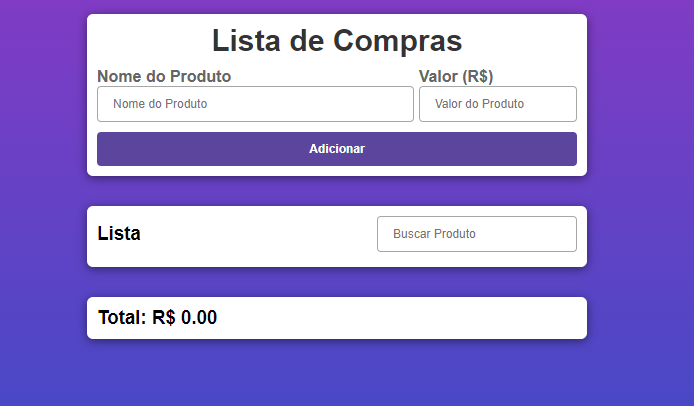 Lista de Compras
Nome do Produto Valor (R$)
Nome do Produto Valor do Produto
Adicionar
Lista Buscar Produto
Total: R$ 0.00